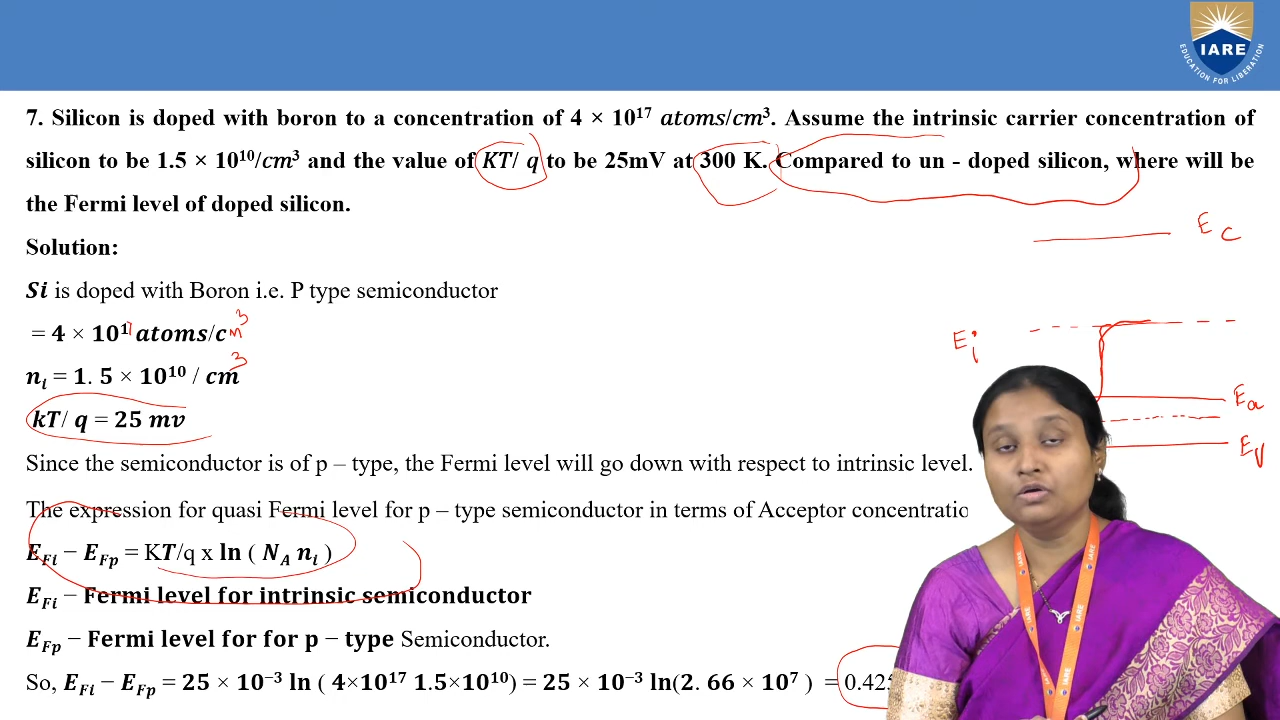 IARE
EDUCATION FOR LIBERATION
7. Silicon is doped with boron to a concentration of 4 × 10¹⁷ atoms/cm³. Assume the intrinsic carrier concentration of
silicon to be 1.5 × 10¹⁰/cm³ and the value of KT/ q to be 25mV at 300 K. Compared to un - doped silicon, where will be
the Fermi level of doped silicon.
Solution:
Si is doped with Boron i.e. P type semiconductor
= 4 × 10¹⁷ atoms/cm³
nᵢ = 1. 5 × 10¹⁰ / cm³
kT/ q = 25 mv
Since the semiconductor is of p – type, the Fermi level will go down with respect to intrinsic level.
The expression for quasi Fermi level for p – type semiconductor in terms of Acceptor concentratio
E_Fi − E_Fp = KT/q x ln ( N_A nᵢ )
E_Fi − Fermi level for intrinsic semiconductor
E_Fp − Fermi level for for p − type Semiconductor.
So, E_Fi − E_Fp = 25 × 10⁻³ ln ( 4×10¹⁷ 1.5×10¹⁰) = 25 × 10⁻³ ln(2. 66 × 10⁷ ) = 0.425
E_C
E_i
E_a
E_V